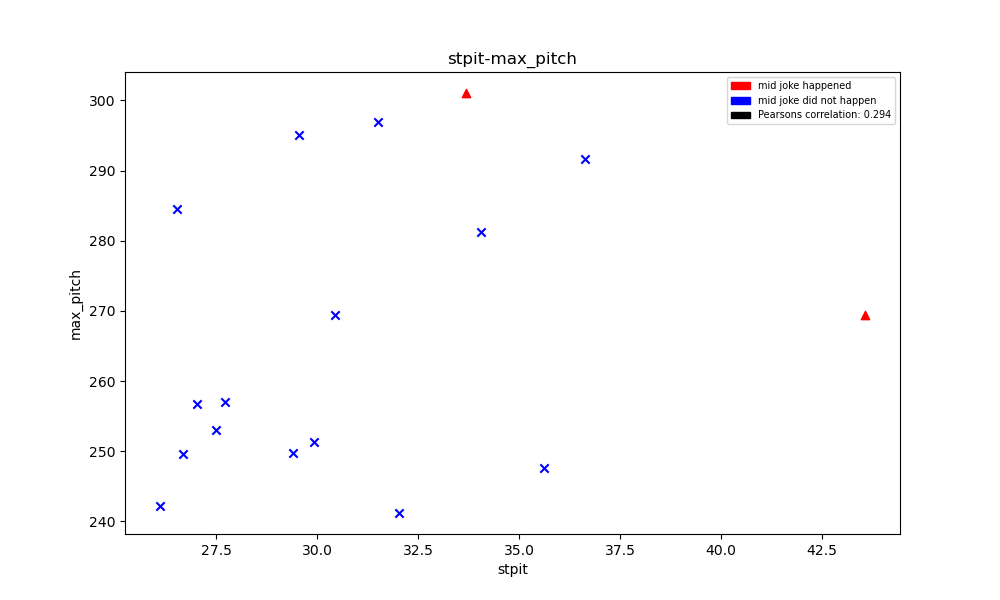 stpit-max_pitch
mid joke happened
mid joke did not happen
Pearsons correlation: 0.294
max_pitch
300
290
280
270
260
250
240
27.5 30.0 32.5 35.0 37.5 40.0 42.5
stpit